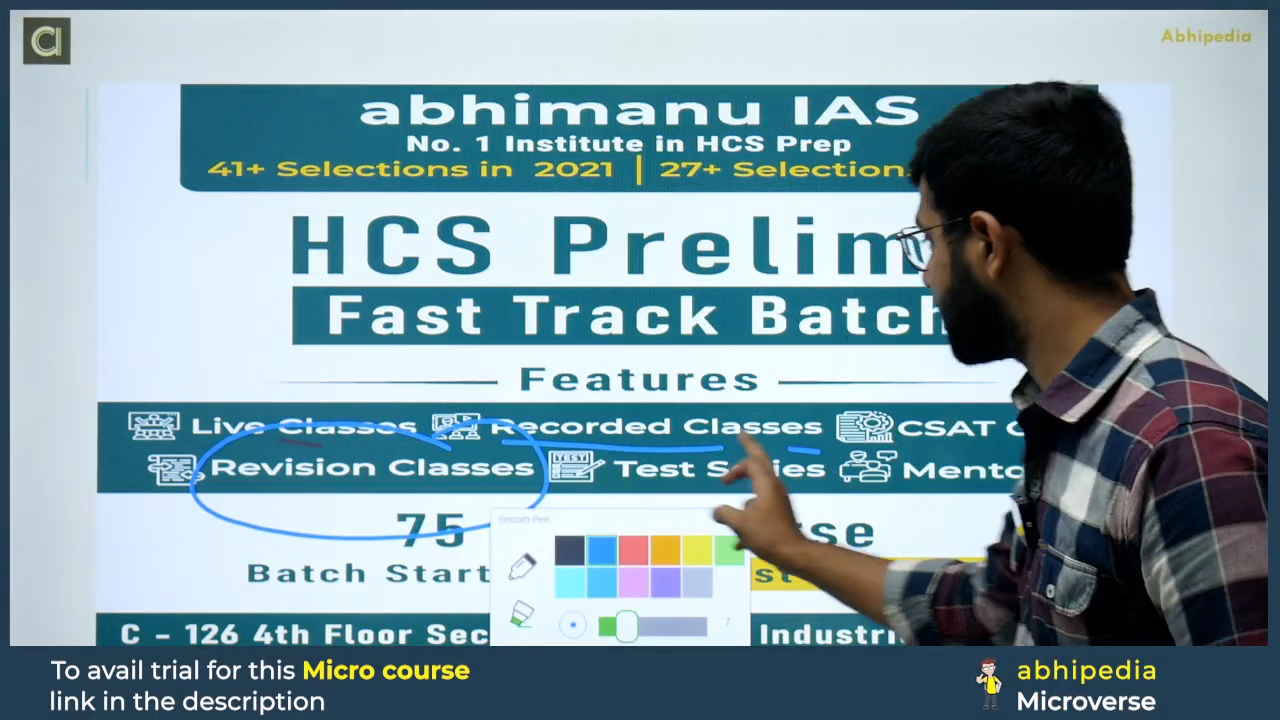 Abhipedia
abhimanu IAS
No. 1 Institute in HCS Prep
41+ Selections in 2021 | 27+ Selection
HCS Prelim
Fast Track Batch
Features
Live Classes Recorded Classes CSAT
Revision Classes TEST Test Series
75
Smooth Pen
Batch Start
7
C - 126 4th Floor Sec
To avail trial for this Micro course
link in the description
abhipedia
Microverse